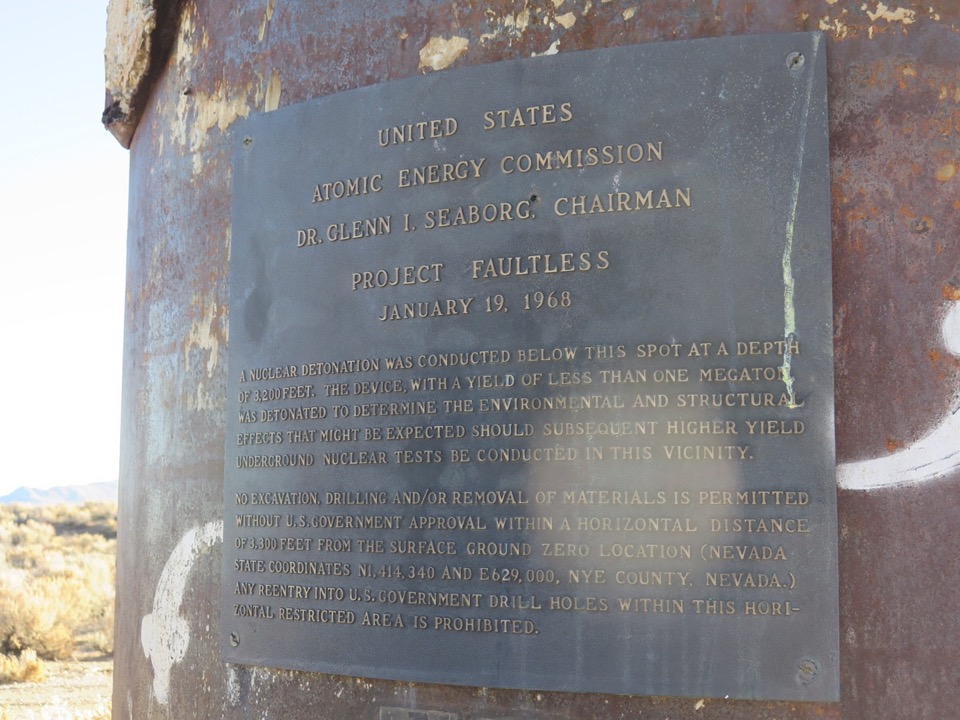 UNITED STATES
ATOMIC ENERGY COMMISSION
DR. GLENN I. SEABORG, CHAIRMAN
PROJECT FAULTLESS
JANUARY 19, 1968
A NUCLEAR DETONATION WAS CONDUCTED BELOW THIS SPOT AT A DEPTH
OF 3,200 FEET. THE DEVICE, WITH A YIELD OF LESS THAN ONE MEGATON,
WAS DETONATED TO DETERMINE THE ENVIRONMENTAL AND STRUCTURAL
EFFECTS THAT MIGHT BE EXPECTED SHOULD SUBSEQUENT HIGHER YIELD
UNDERGROUND NUCLEAR TESTS BE CONDUCTED IN THIS VICINITY.
NO EXCAVATION, DRILLING AND/OR REMOVAL OF MATERIALS IS PERMITTED
WITHOUT U.S. GOVERNMENT APPROVAL WITHIN A HORIZONTAL DISTANCE
OF 3,300 FEET FROM THE SURFACE GROUND ZERO LOCATION (NEVADA
STATE COORDINATES N1,414,340 AND E629,000, NYE COUNTY, NEVADA.)
ANY REENTRY INTO U.S. GOVERNMENT DRILL HOLES WITHIN THIS HORI-
ZONTAL RESTRICTED AREA IS PROHIBITED.